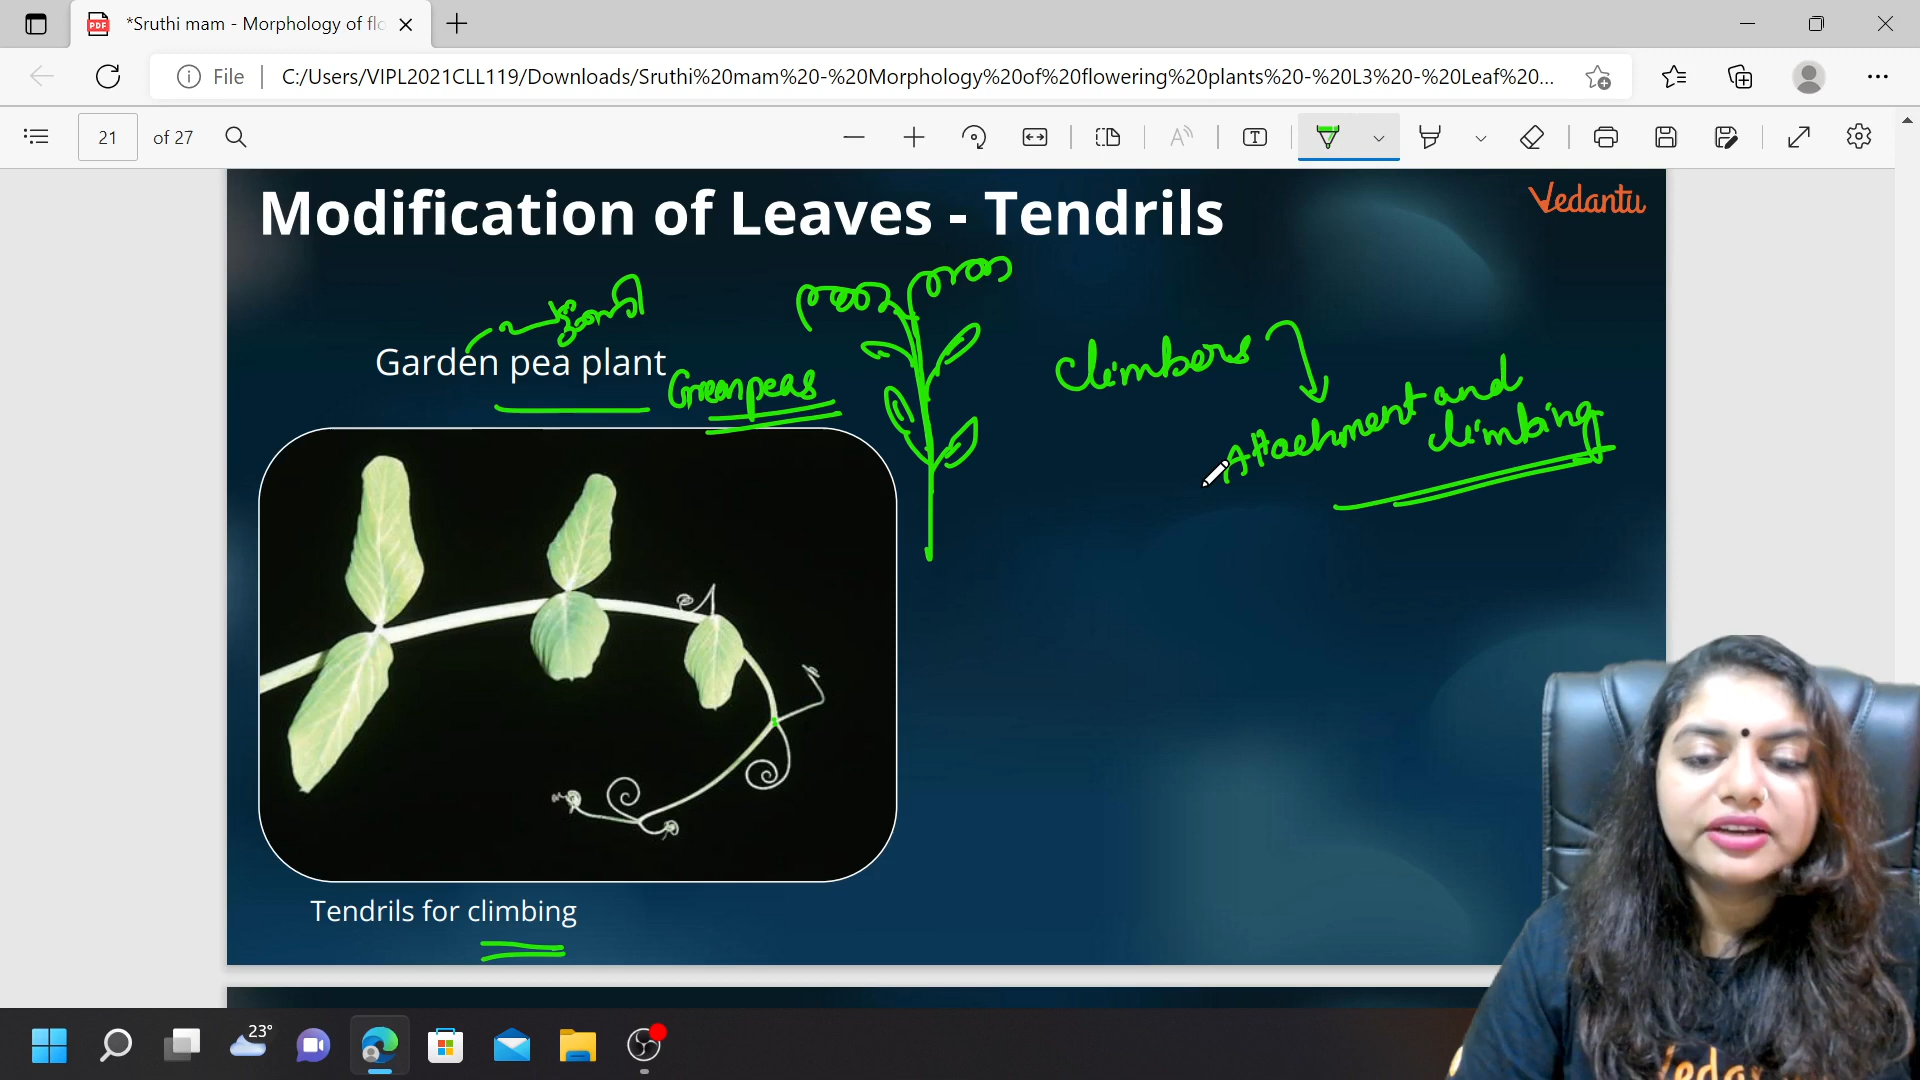 *Sruthi mam - Morphology of flo
File
C:/Users/VIPL2021CLL119/Downloads/Sruthi%20mam%20-%20Morphology%20of%20flowering%20plants%20-%20L3%20-%20Leaf%20...
21 of 27
Modification of Leaves - Tendrils
Vedantu
Garden pea plant
Greenpeas
Climbers
Attachment and
climbing
Tendrils for climbing
23°